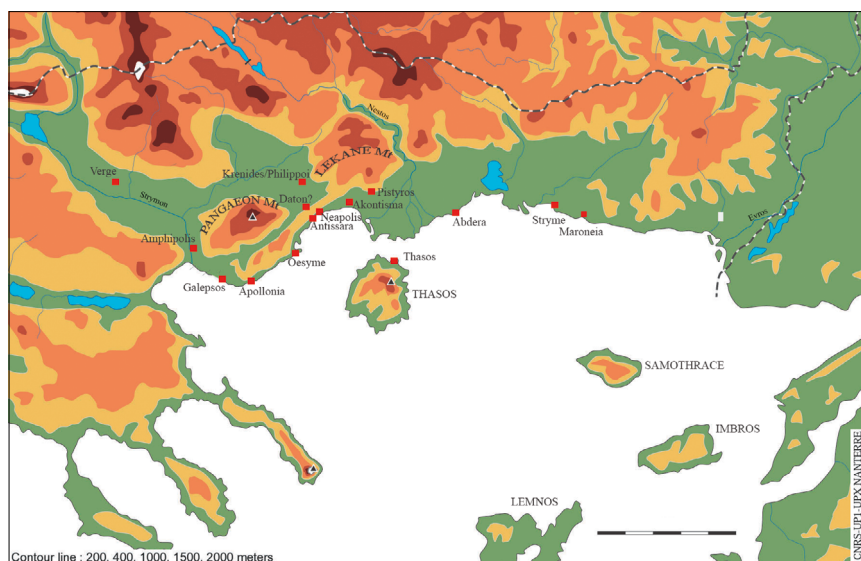 Nestos
LEKANE Mt
Verge
Krenides/Philippoi
Strymon
PANGAEON Mt
Daton?
Pistyros
Akontisma
Neapolis
Antissara
Abdera
Stryme
Maroneia
Evros
Amphipolis
Oesyme
Thasos
Galepsos
Apollonia
THASOS
SAMOTHRACE
IMBROS
LEMNOS
CNRS-UP1-UPX NANTERRE
Contour line : 200, 400, 1000, 1500, 2000 meters